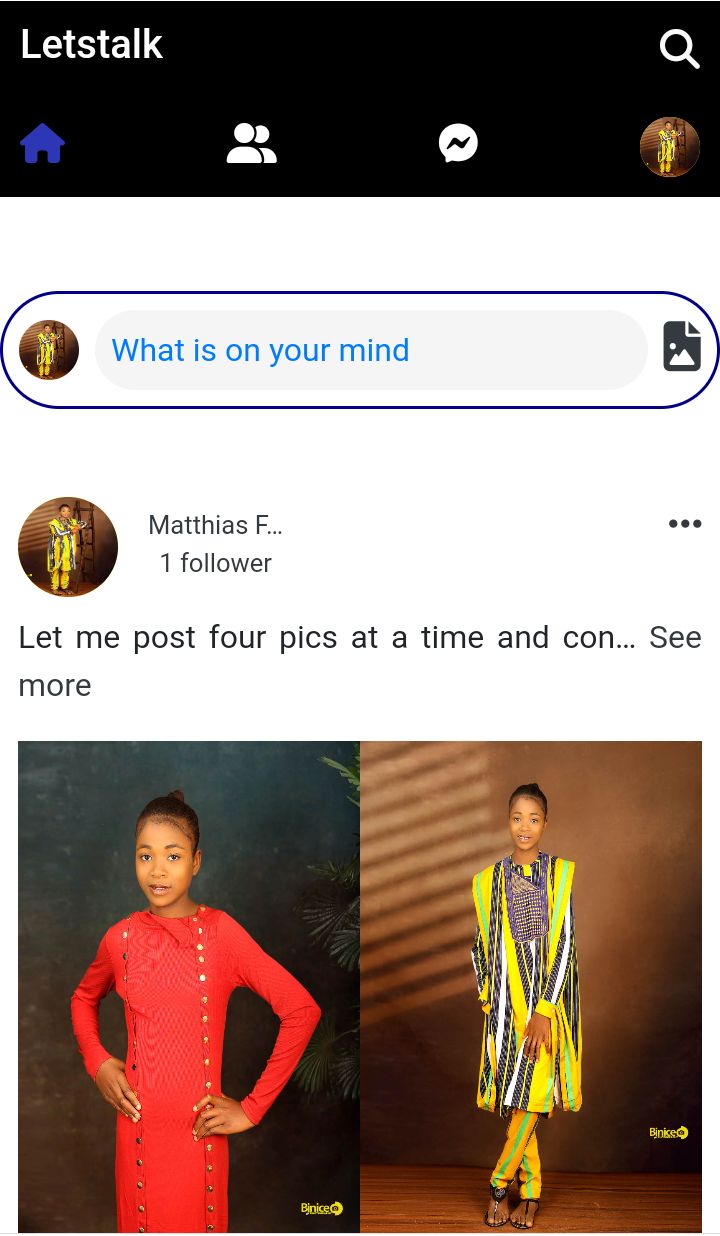 Letstalk
What is on your mind
Matthias F...
1 follower
Let me post four pics at a time and con... See
more
Bjnice
Bjnice